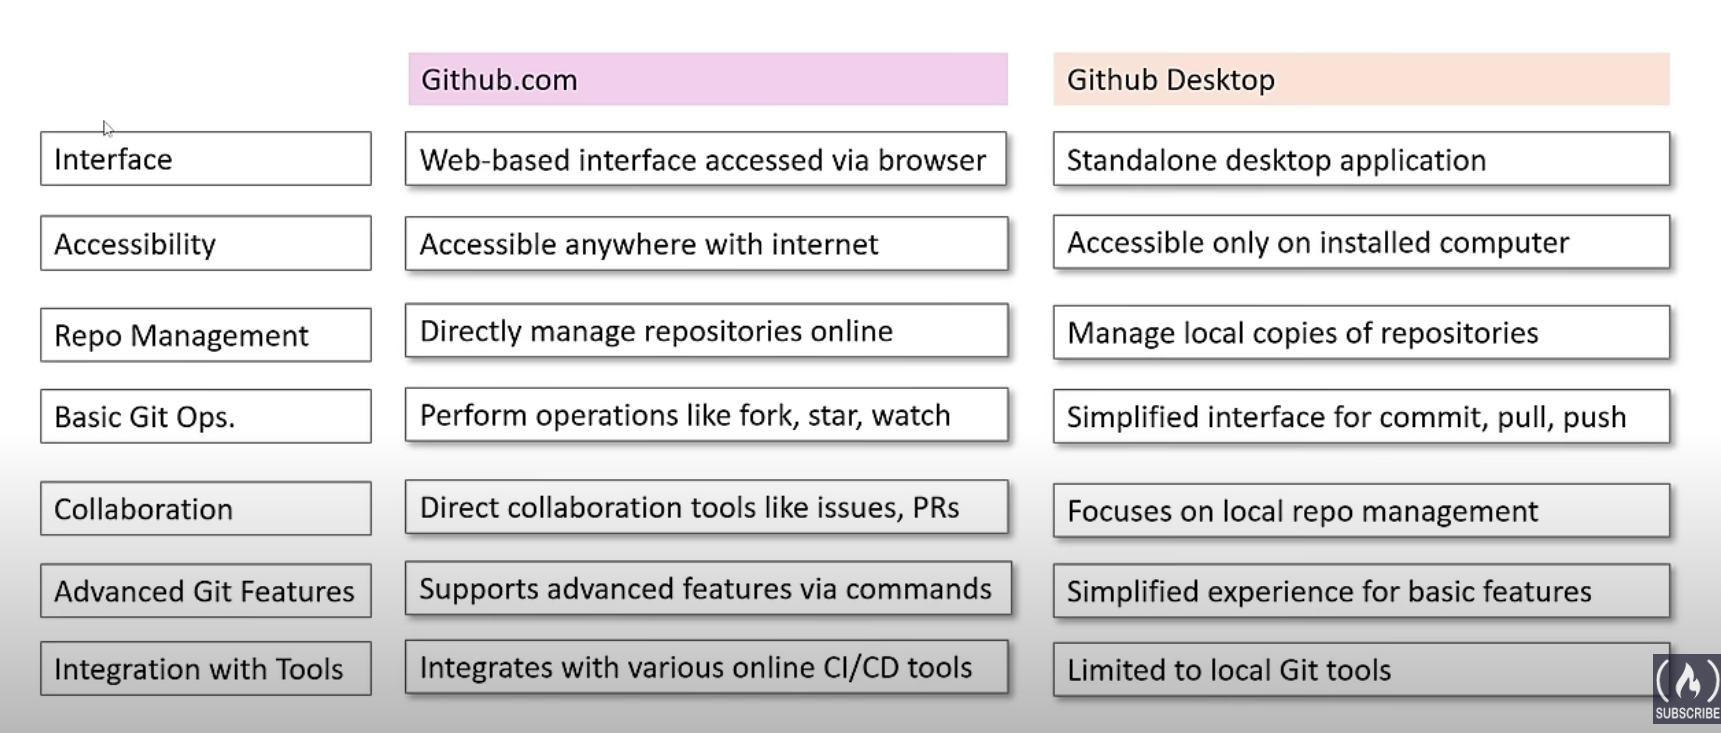 Github.com
Github Desktop
Interface
Web-based interface accessed via browser
Standalone desktop application
Accessibility
Accessible anywhere with internet
Accessible only on installed computer
Repo Management
Directly manage repositories online
Manage local copies of repositories
Basic Git Ops.
Perform operations like fork, star, watch
Simplified interface for commit, pull, push
Collaboration
Direct collaboration tools like issues, PRs
Focuses on local repo management
Advanced Git Features
Supports advanced features via commands
Simplified experience for basic features
Integration with Tools
Integrates with various online CI/CD tools
Limited to local Git tools
SUBSCRIBE